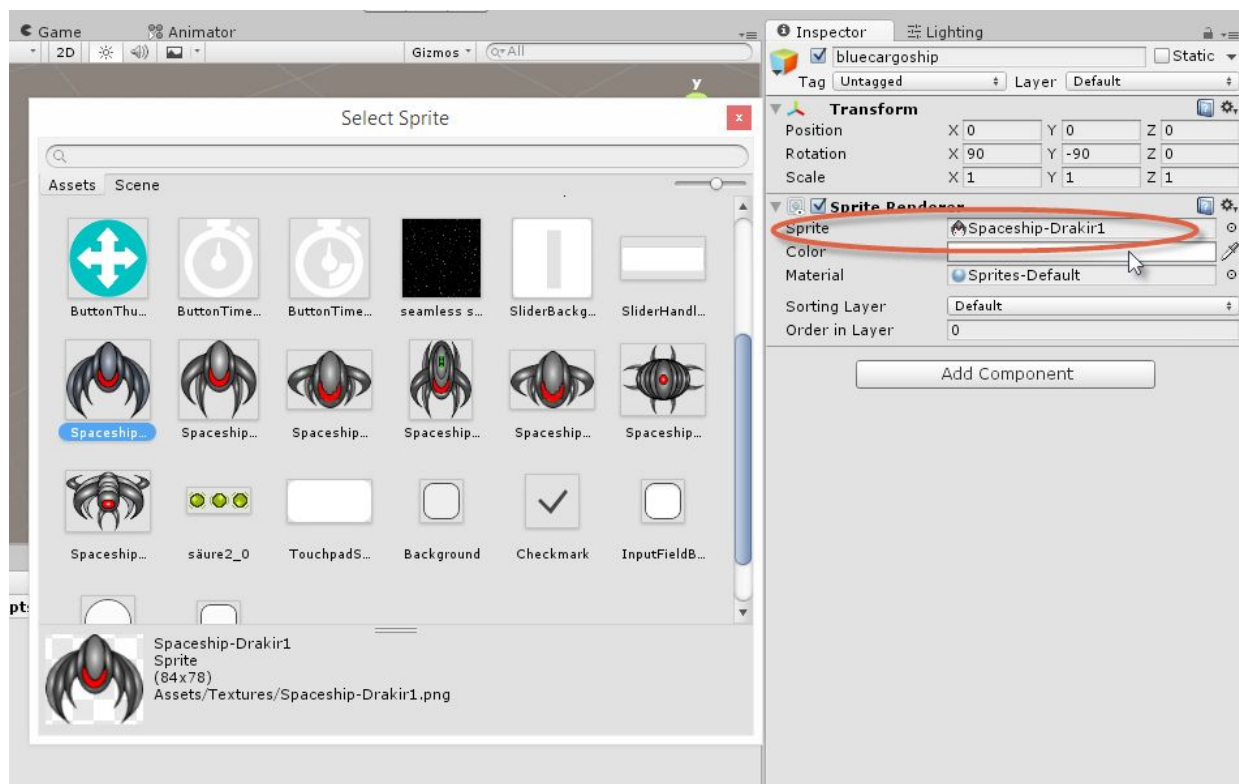 Game Animator
2D Gizmos All
y
Select Sprite
x
Assets Scene
ButtonThu... ButtonTime... ButtonTime... seamless s... SliderBackg... SliderHandl...
Spaceship... Spaceship... Spaceship... Spaceship... Spaceship... Spaceship...
Spaceship... säure2_0 TouchpadS... Background Checkmark InputFieldB...
pts
Spaceship-Drakir1
Sprite
(84x78)
Assets/Textures/Spaceship-Drakir1.png
Inspector Lighting
bluecargoship Static
Tag Untagged Layer Default
Transform
Position X 0 Y 0 Z 0
Rotation X 90 Y -90 Z 0
Scale X 1 Y 1 Z 1
Sprite Renderer
Sprite Spaceship-Drakir1
Color
Material Sprites-Default
Sorting Layer Default
Order in Layer 0
Add Component